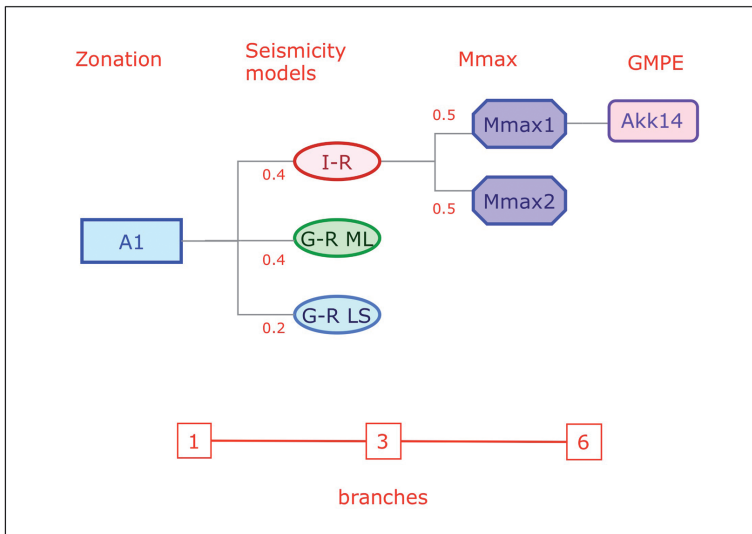 Zonation
Seismicity
models
Mmax
GMPE
0.5
Mmax1
Akk14
I-R
0.4
Mmax2
0.5
A1
G-R ML
0.4
G-R LS
0.2
1
3
6
branches